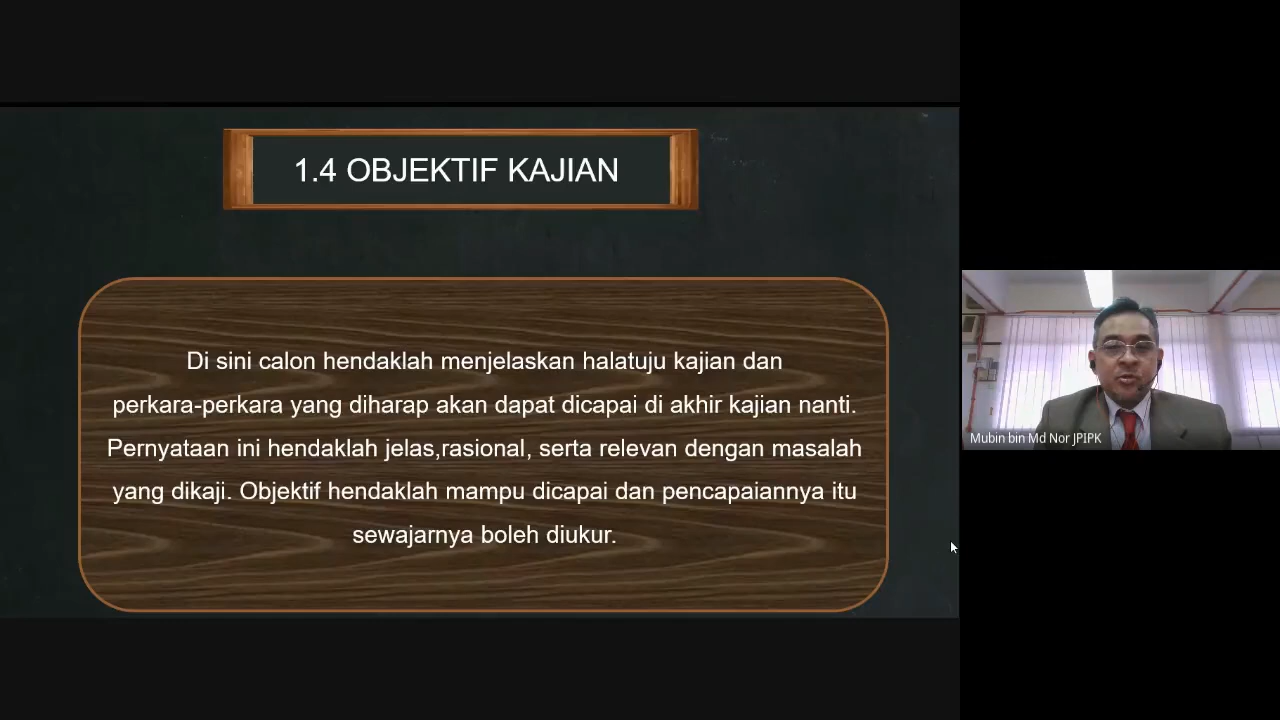 1.4 OBJEKTIF KAJIAN
Di sini calon hendaklah menjelaskan halatuju kajian dan
perkara-perkara yang diharap akan dapat dicapai di akhir kajian nanti.
Pernyataan ini hendaklah jelas,rasional, serta relevan dengan masalah
yang dikaji. Objektif hendaklah mampu dicapai dan pencapaiannya itu
sewajarnya boleh diukur.
Mubin bin Md Nor JPIPK